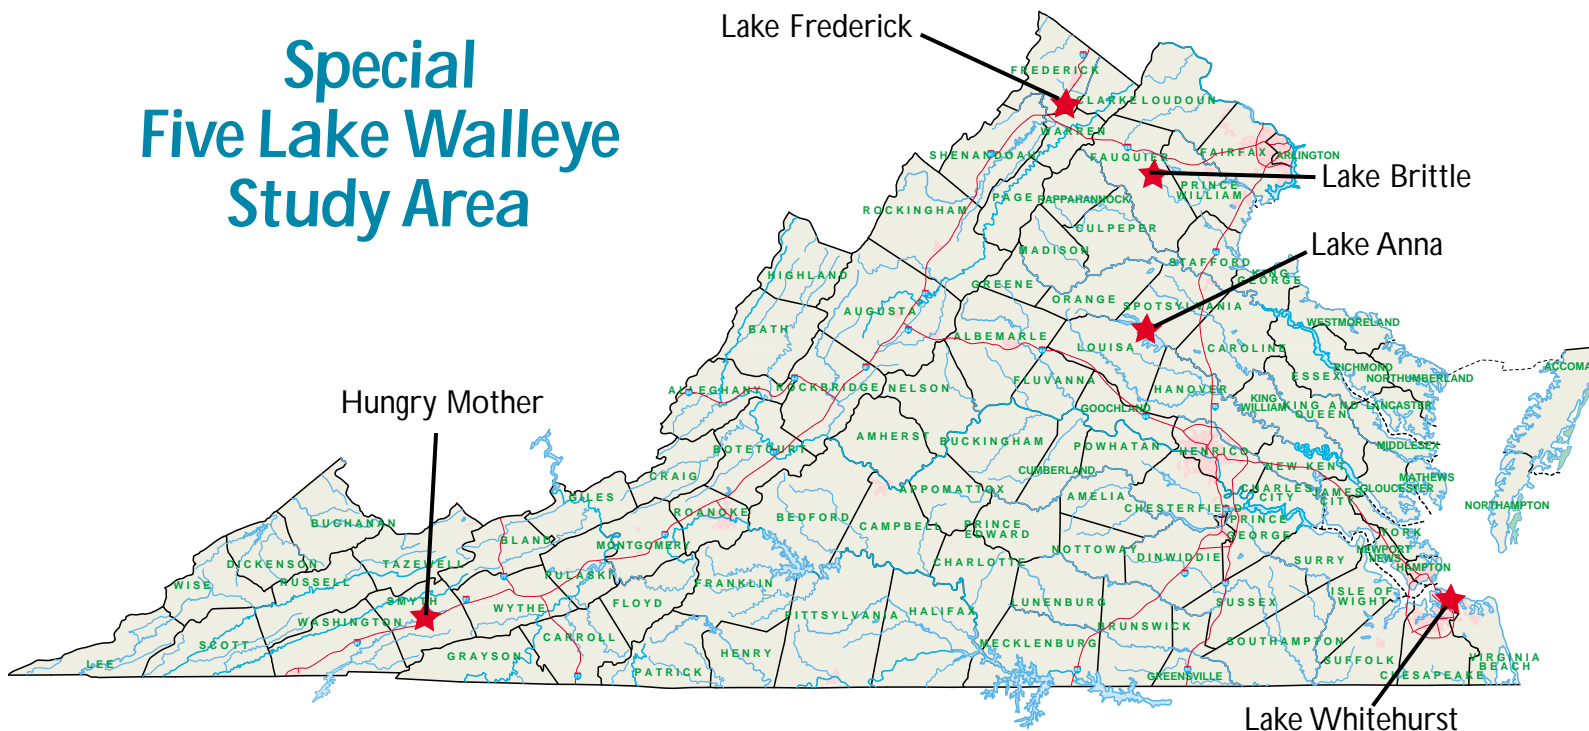 Special
Five Lake Walleye
Study Area
Lake Frederick
Lake Brittle
Lake Anna
Hungry Mother
Lake Whitehurst
FREDERICK
CLARKE
LOUDOUN
WARREN
SHENANDOAH
FAUQUIER
FAIRFAX
ARLINGTON
PRINCE
WILLIAM
PAGE
RAPPAHANNOCK
ROCKINGHAM
CULPEPER
MADISON
STAFFORD
KING
GEORGE
HIGHLAND
GREENE
ORANGE
SPOTSYLVANIA
AUGUSTA
WESTMORELAND
BATH
ALBEMARLE
LOUISA
CAROLINE
RICHMOND
ESSEX
NORTHUMBERLAND
ACCOMA
ALLEGHANY
ROCKBRIDGE
NELSON
FLUVANNA
HANOVER
GOOCHLAND
KING
WILLIAM
KING AND
QUEEN
LANCASTER
AMHERST
BUCKINGHAM
POWHATAN
HENRICO
MIDDLESEX
BOTETOURT
CUMBERLAND
NEW KENT
MATHEWS
CRAIG
GILES
APPOMATTOX
AMELIA
CHESTERFIELD
CHARLES
CITY
JAMES
CITY
GLOUCESTER
NORTHAMPTON
ROANOKE
BEDFORD
CAMPBELL
PRINCE
EDWARD
PRINCE
GEORGE
YORK
BUCHANAN
BLAND
MONTGOMERY
NOTTOWAY
DINWIDDIE
SURRY
NEWPORT
NEWS
HAMPTON
DICKENSON
TAZEWELL
CHARLOTTE
WISE
RUSSELL
PULASKI
FRANKLIN
SMYTH
WYTHE
FLOYD
PITTSYLVANIA
HALIFAX
LUNENBURG
SUSSEX
ISLE OF
WIGHT
WASHINGTON
BRUNSWICK
SCOTT
CARROLL
MECKLENBURG
SOUTHAMPTON
LEE
GRAYSON
HENRY
PATRICK
GREENSVILLE
SUFFOLK
CHESAPEAKE
VIRGINIA
BEACH